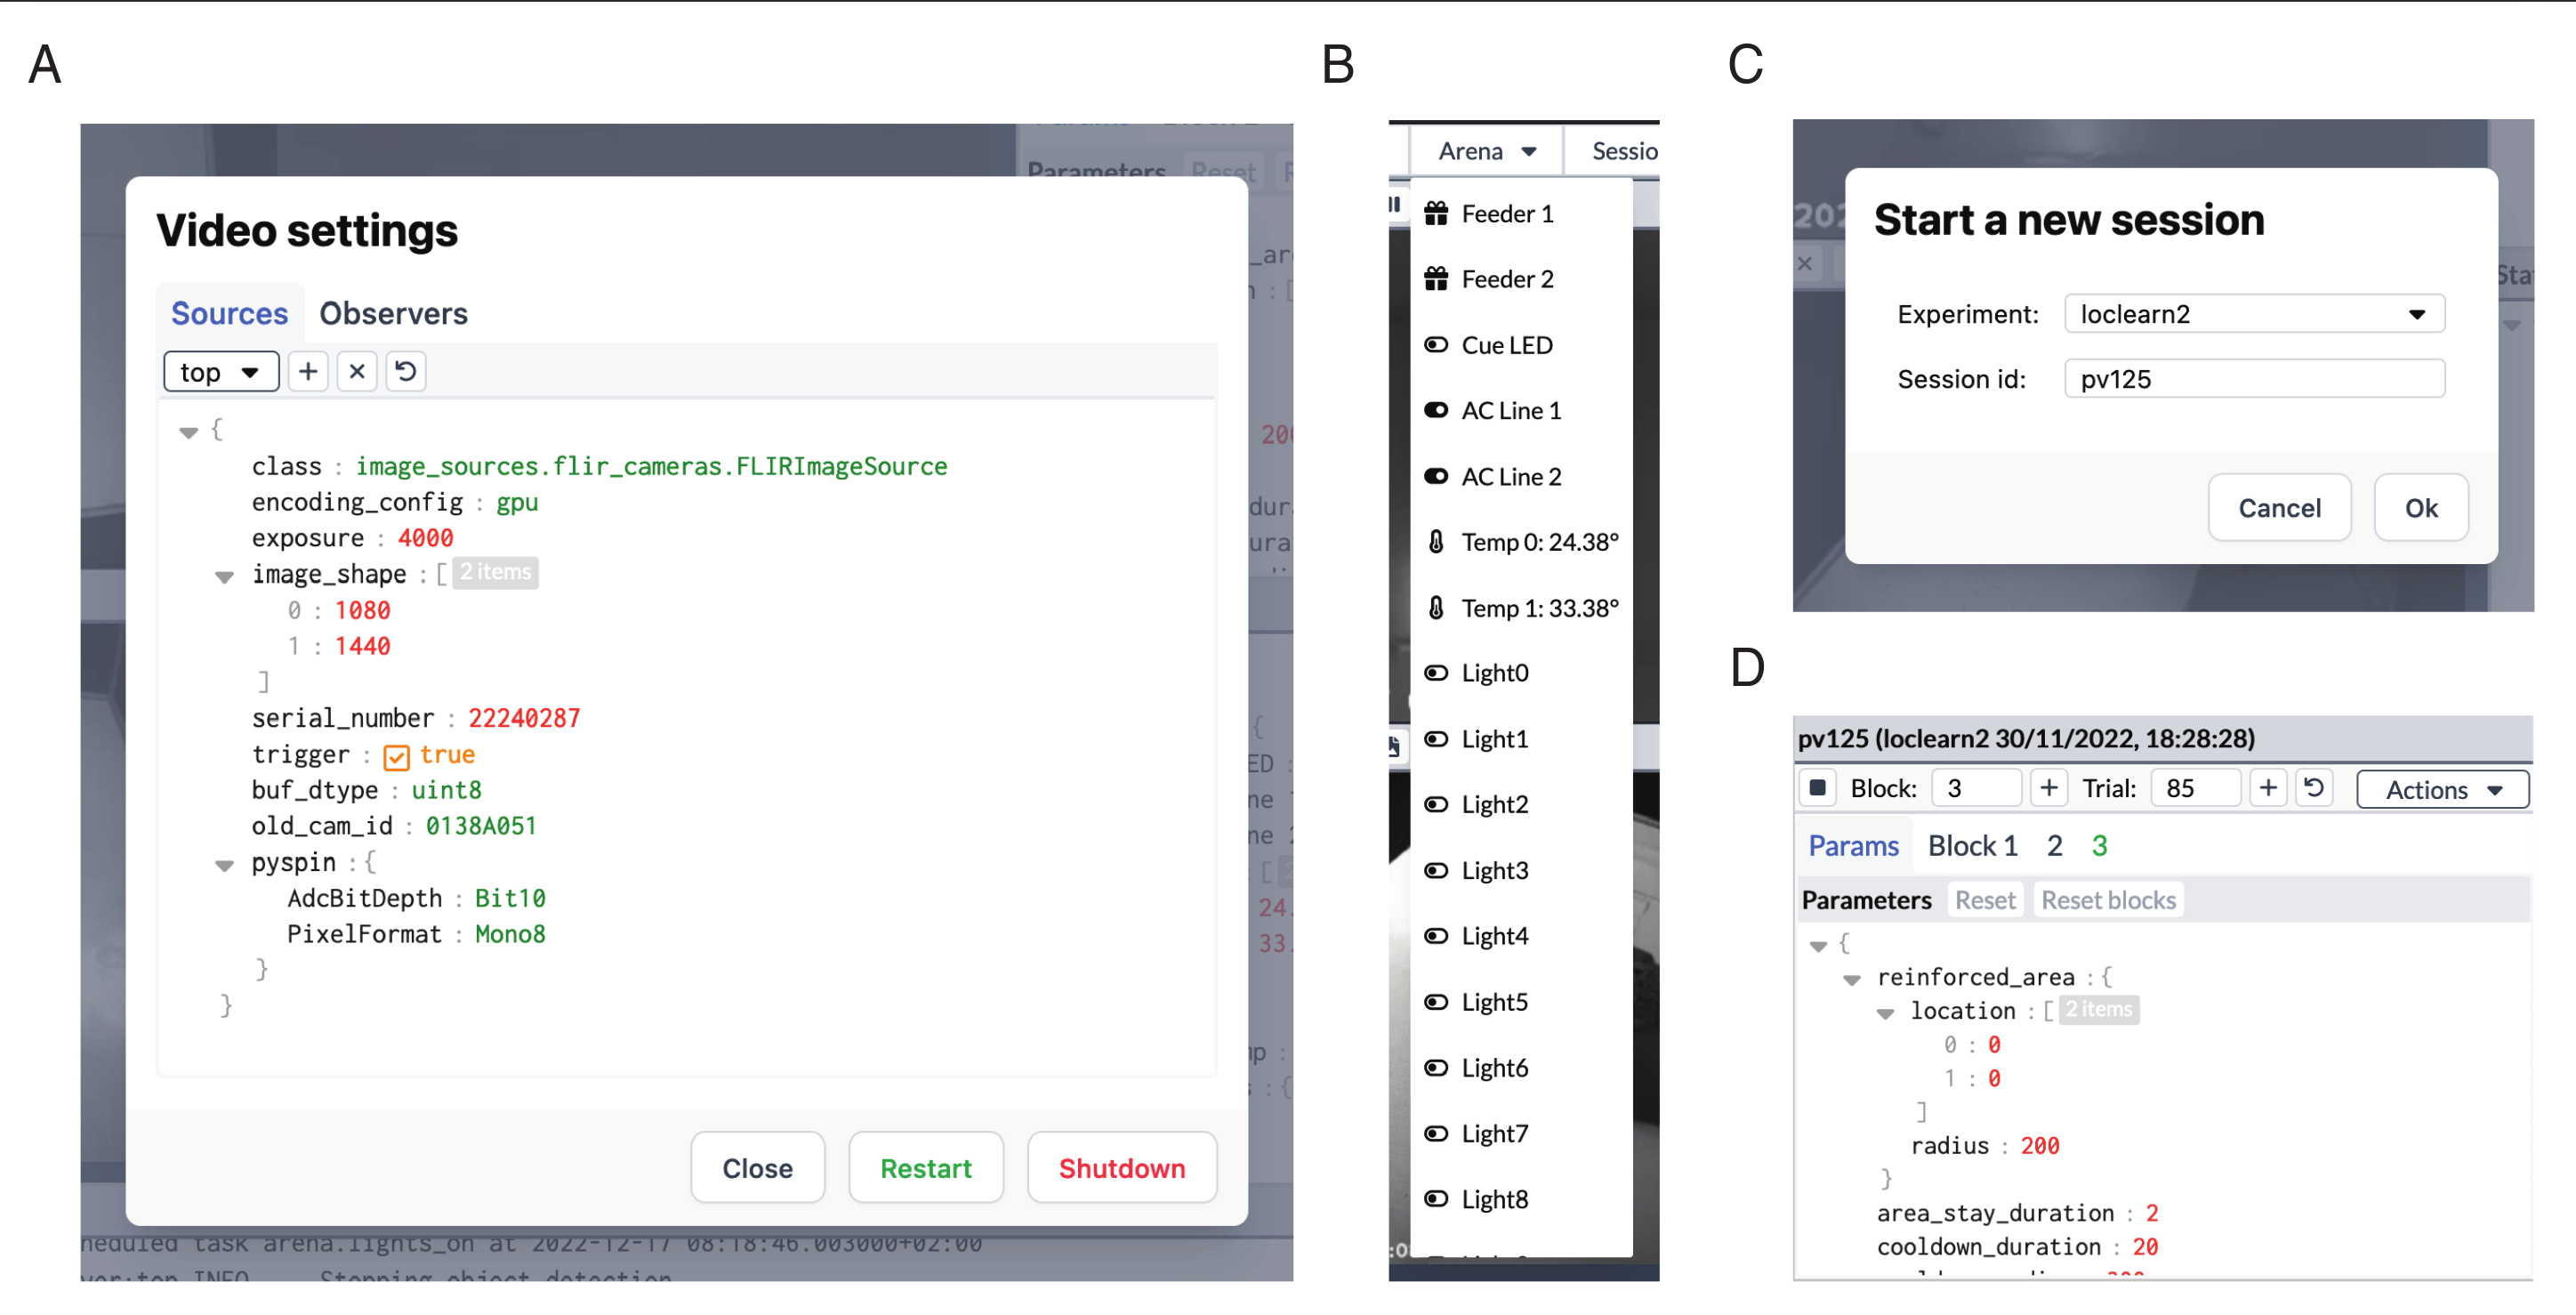 A
Parameters Reset
Video settings
Sources Observers
top
{
class : image_sources.flir_cameras.FLIRImageSource
encoding_config : gpu
exposure : 4000
image_shape : [ 2 items
0 : 1080
1 : 1440
]
serial_number : 22240287
trigger : true
buf_dtype : uint8
old_cam_id : 0138A051
pyspin : {
AdcBitDepth : Bit10
PixelFormat : Mono8
}
}
Close Restart Shutdown
task arena.lights_on at 2022-12-17 08:18:46.003000+02:00
INFO Stopping object detection
B
Arena Sessio
Feeder 1
Feeder 2
Cue LED
AC Line 1
AC Line 2
Temp 0: 24.38°
Temp 1: 33.38°
Light0
Light1
Light2
Light3
Light4
Light5
Light6
Light7
Light8
C
Start a new session
Experiment: loclearn2
Session id: pv125
Cancel Ok
D
pv125 (loclearn2 30/11/2022, 18:28:28)
Block: 3 + Trial: 85 + Actions
Params Block 1 2 3
Parameters Reset Reset blocks
{
reinforced_area : {
location : [ 2 items
0 : 0
1 : 0
]
radius : 200
}
area_stay_duration : 2
cooldown_duration : 20